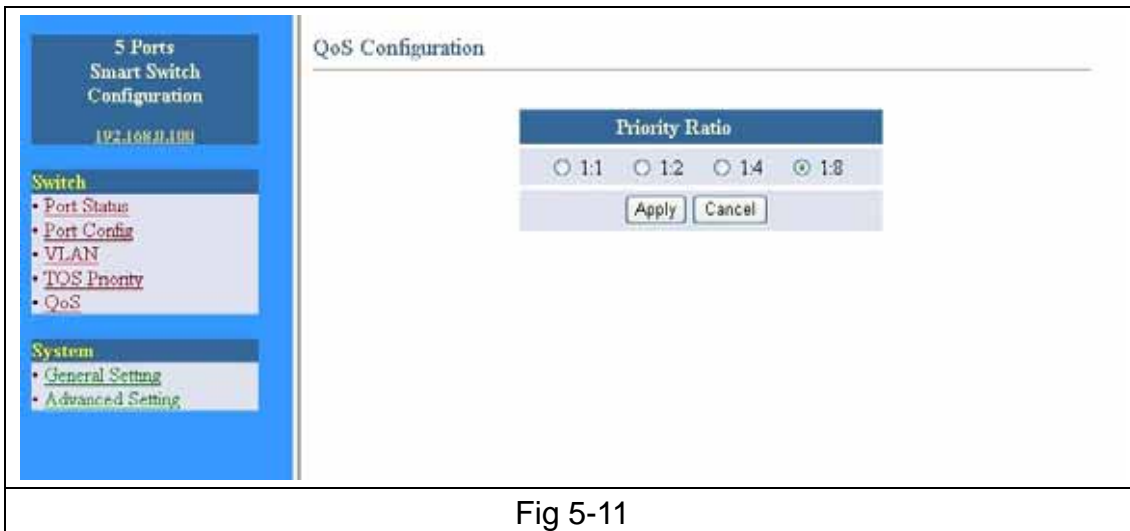 5 Ports
Smart Switch
Configuration
192.168.0.100
Switch
• Port Status
• Port Config
• VLAN
• TOS Priority
• QoS
System
• General Setting
• Advanced Setting
QoS Configuration
Priority Ratio
1:1 1:2 1:4 1:8
Apply Cancel
Fig 5-11